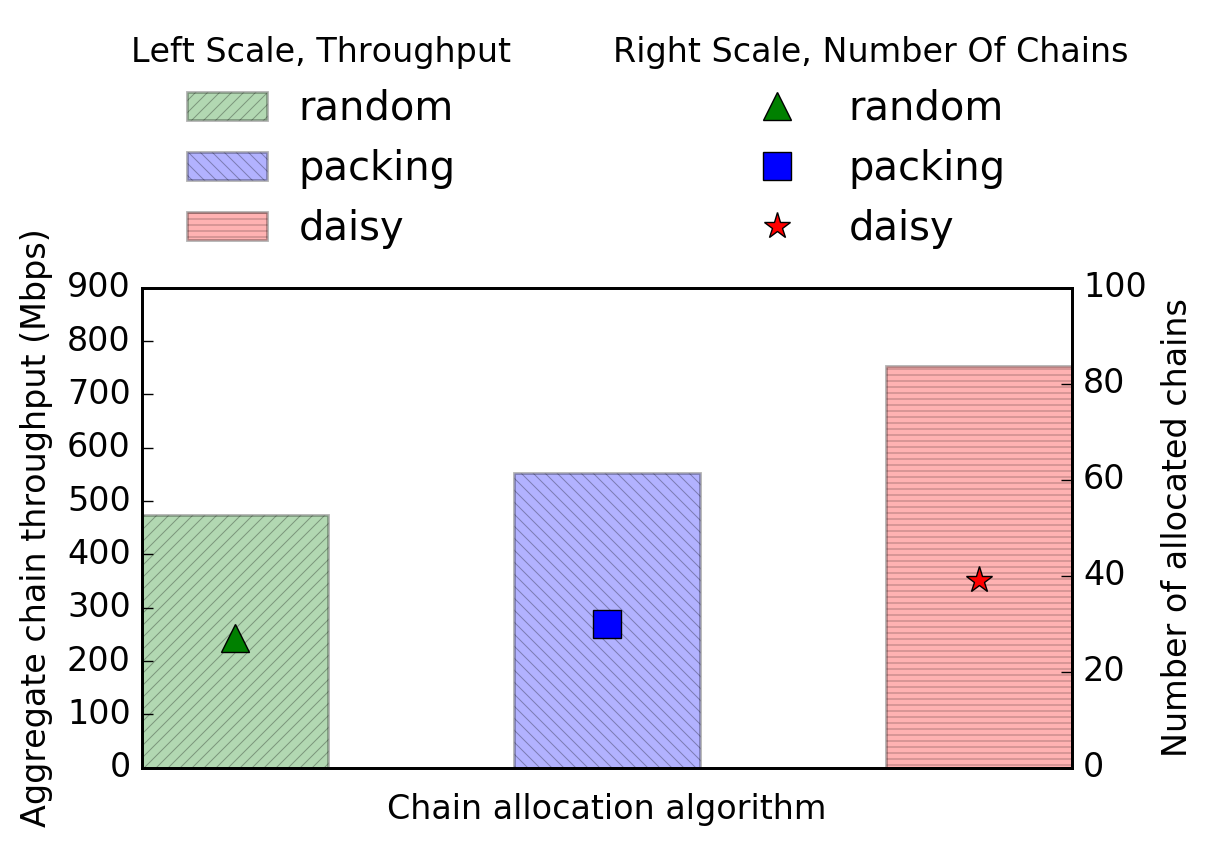 Left Scale, Throughput
random
packing
daisy
Right Scale, Number Of Chains
random
packing
daisy
Aggregate chain throughput (Mbps)
900
800
700
600
500
400
300
200
100
0
100
80
60
40
20
0
Number of allocated chains
Chain allocation algorithm